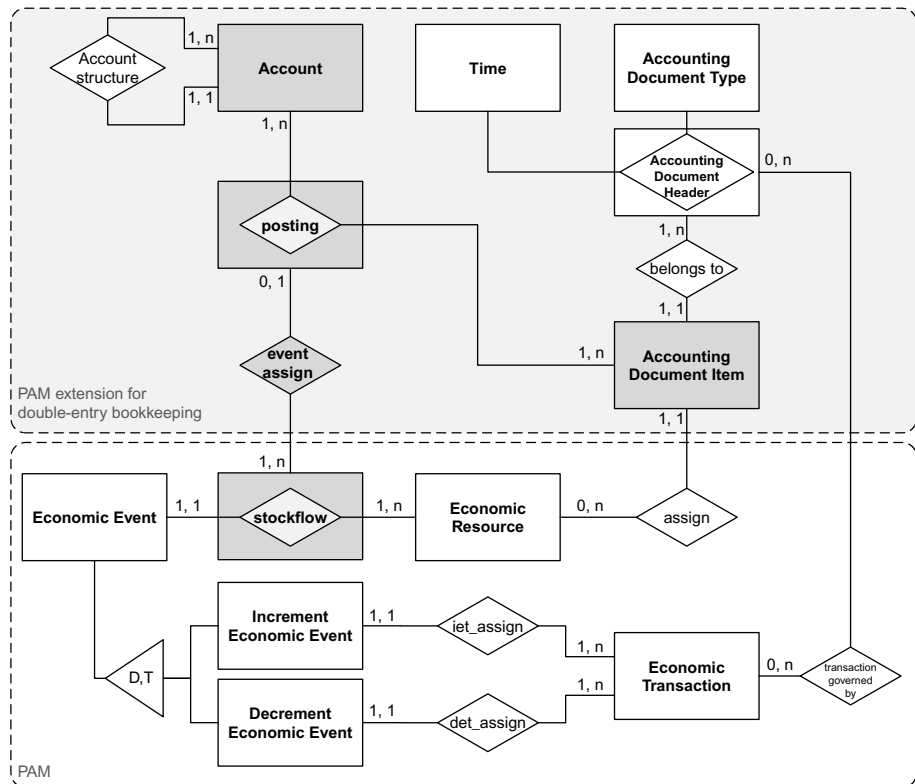 1, n
Account
structure
1, 1
Account
Time
Accounting
Document Type
1, n
Accounting
Document
Header
0, n
posting
1, n
0, 1
belongs to
1, 1
event
assign
1, n
Accounting
Document Item
PAM extension for
double-entry bookkeeping
1, 1
1, n
Economic Event
1, 1
stockflow
1, n
Economic
Resource
0, n
assign
Increment
Economic Event
1, 1
iet_assign
1, n
D,T
Economic
Transaction
0, n
transaction
governed
by
Decrement
Economic Event
1, 1
det_assign
1, n
PAM